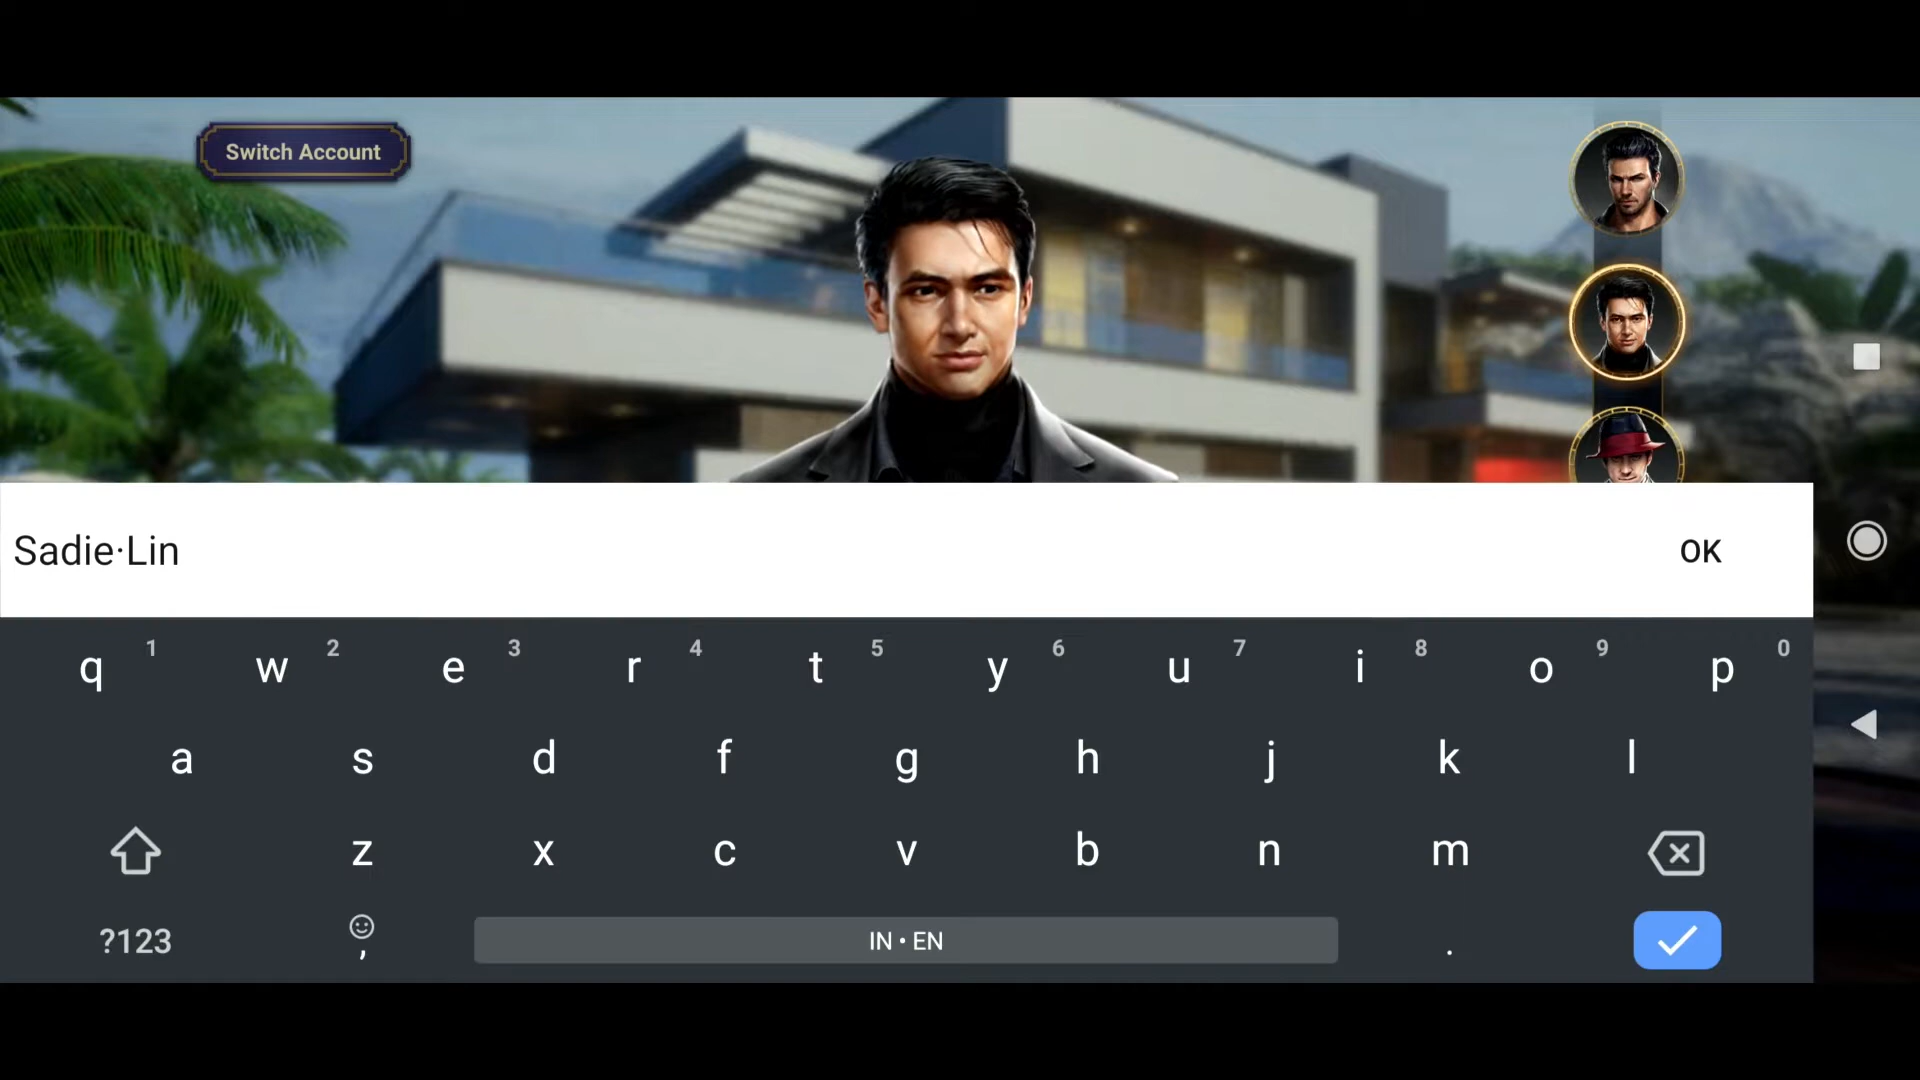 Switch Account
Sadie·Lin
OK
q 1 w 2 e 3 r 4 t 5 y 6 u 7 i 8 o 9 p 0
a s d f g h j k l
z x c v b n m
?123 , IN • EN .